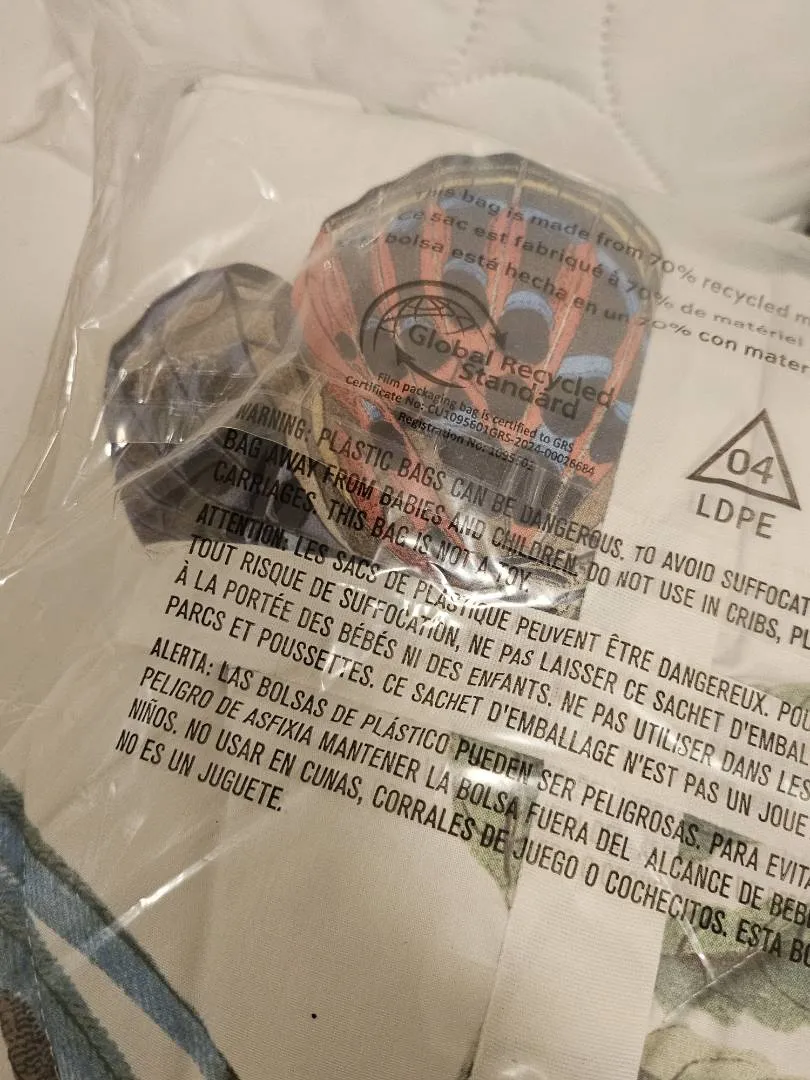 This bag is made from 70% recycled m
Ce sac est fabriqué à 70% de matériel
bolsa está hecha en un 70% con mater
Global Recycled
Standard
Film packaging bag is certified to GRS
Certificate No: CU1095601GRS-2024-00026684
Registration No: 1095
04
LDPE
WARNING: PLASTIC BAGS CAN BE DANGEROUS. TO AVOID SUFFOCAT
BAG AWAY FROM BABIES AND CHILDREN. DO NOT USE IN CRIBS, PL
CARRIAGES. THIS BAG IS NOT A TOY.
ATTENTION: LES SACS DE PLASTIQUE PEUVENT ÊTRE DANGEREUX. POU
TOUT RISQUE DE SUFFOCATION, NE PAS LAISSER CE SACHET D'EMBAL
À LA PORTÉE DES BÉBÉS NI DES ENFANTS. NE PAS UTILISER DANS LES
PARCS ET POUSSETTES. CE SACHET D'EMBALLAGE N'EST PAS UN JOUE
ALERTA: LAS BOLSAS DE PLÁSTICO PUEDEN SER PELIGROSAS. PARA EVITA
PELIGRO DE ASFIXIA MANTENER LA BOLSA FUERA DEL ALCANCE DE BEB
NIÑOS. NO USAR EN CUNAS, CORRALES DE JUEGO O COCHECITOS. ESTA BO
NO ES UN JUGUETE.